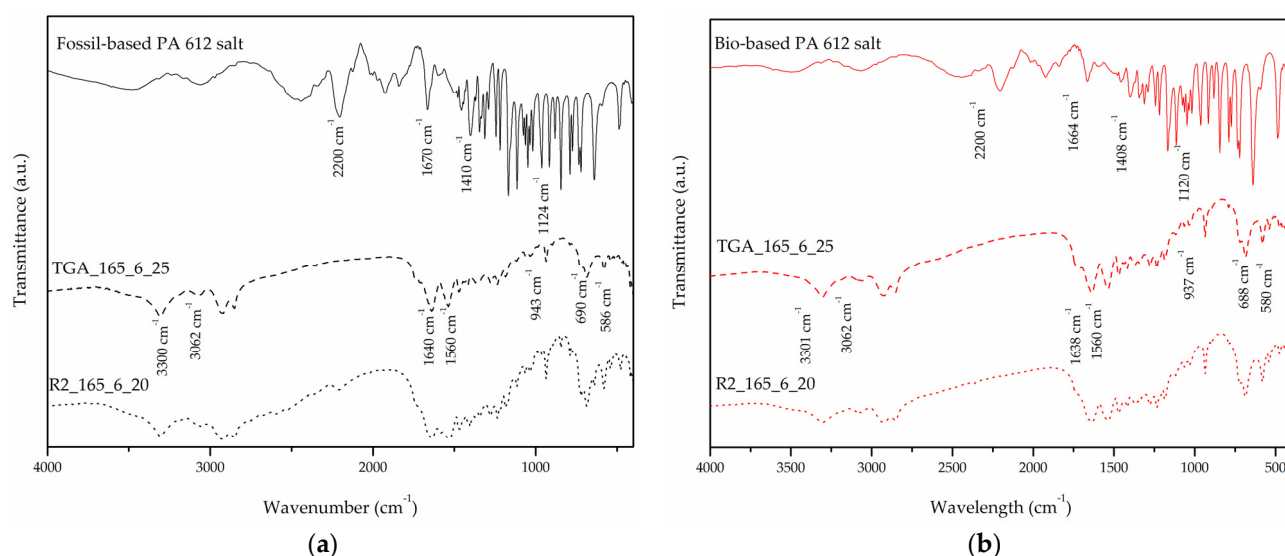 Fossil-based PA 612 salt
2200 cm⁻¹
1670 cm⁻¹
1410 cm⁻¹
1124 cm⁻¹
TGA_165_6_25
3300 cm⁻¹
3062 cm⁻¹
1640 cm⁻¹
1560 cm⁻¹
943 cm⁻¹
690 cm⁻¹
586 cm⁻¹
R2_165_6_20
Transmittance (a.u.)
4000 3000 2000 1000
Wavenumber (cm⁻¹)
(a)
Bio-based PA 612 salt
2200 cm⁻¹
1664 cm⁻¹
1408 cm⁻¹
1120 cm⁻¹
TGA_165_6_25
3301 cm⁻¹
3062 cm⁻¹
1638 cm⁻¹
1560 cm⁻¹
937 cm⁻¹
688 cm⁻¹
580 cm⁻¹
R2_165_6_20
Transmittance (a.u.)
4000 3500 3000 2500 2000 1500 1000 500
Wavelength (cm⁻¹)
(b)